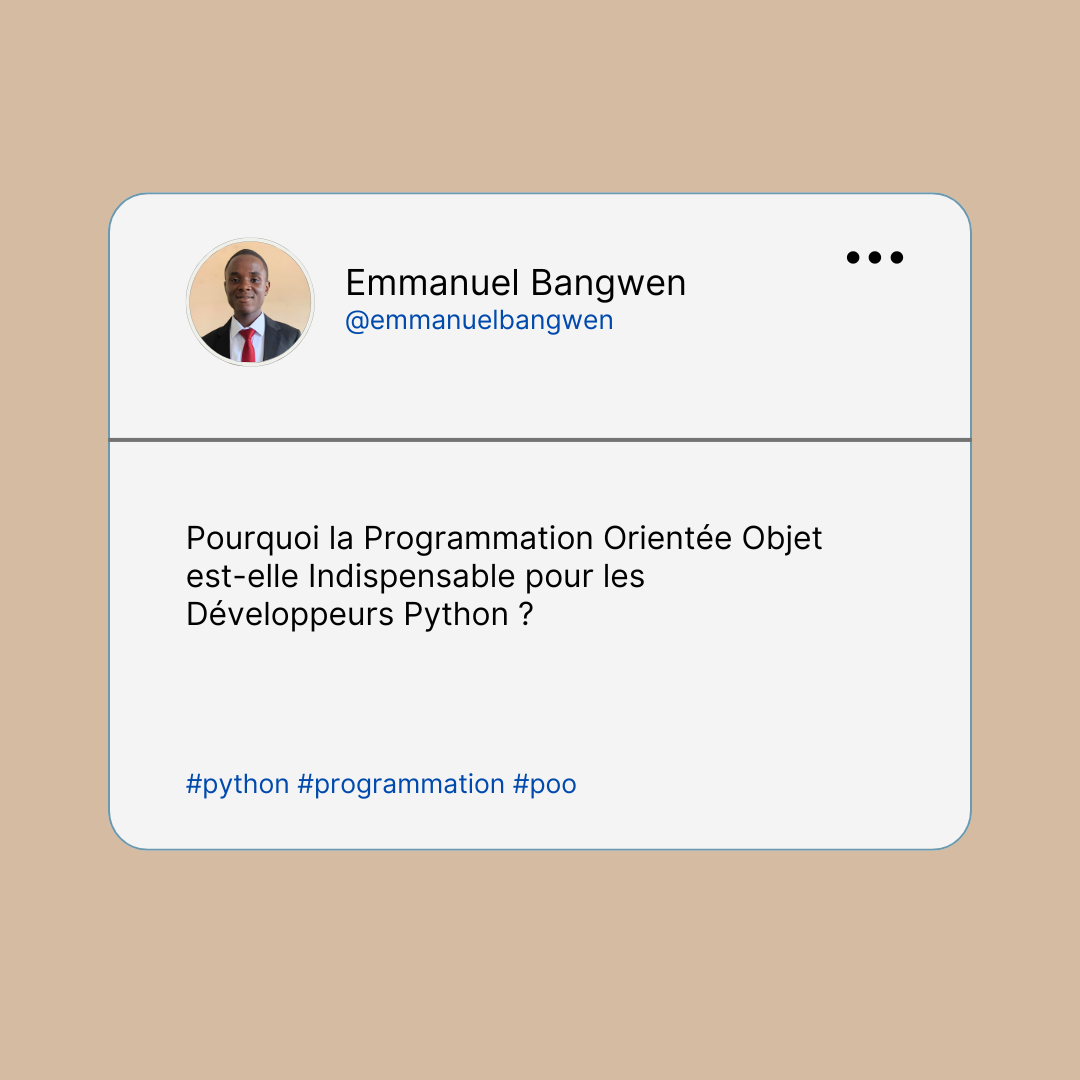 Emmanuel Bangwen
@emmanuelbangwen
Pourquoi la Programmation Orientée Objet
est-elle Indispensable pour les
Développeurs Python ?
#python #programmation #poo